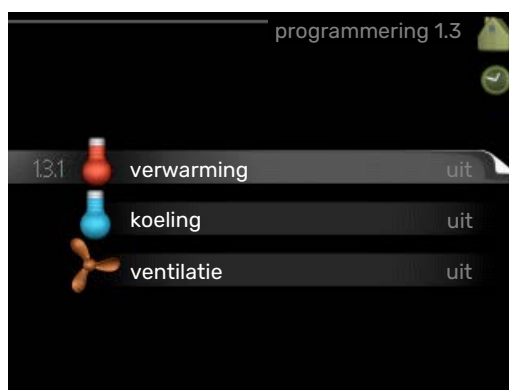 programmering 1.3
1.3.1 verwarming uit
koeling uit
ventilatie uit